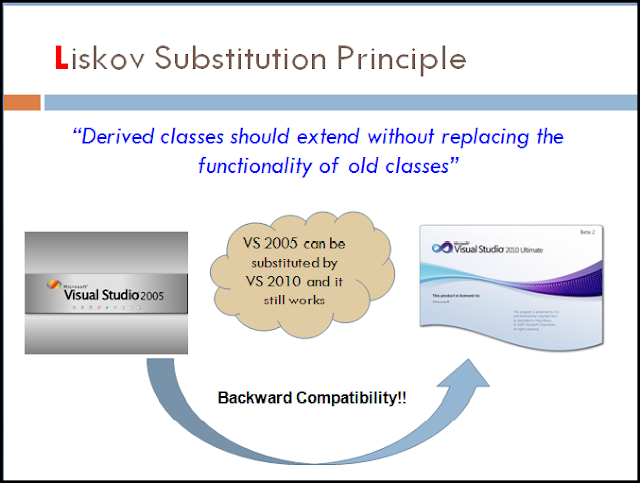 Liskov Substitution Principle
“Derived classes should extend without replacing the
functionality of old classes”
VS 2005 can be
substituted by
VS 2010 and it
still works
Microsoft
Visual Studio 2005
Beta 2
Microsoft
Visual Studio 2010 Ultimate
This product is licensed to:
Microsoft
Backward Compatibility!!